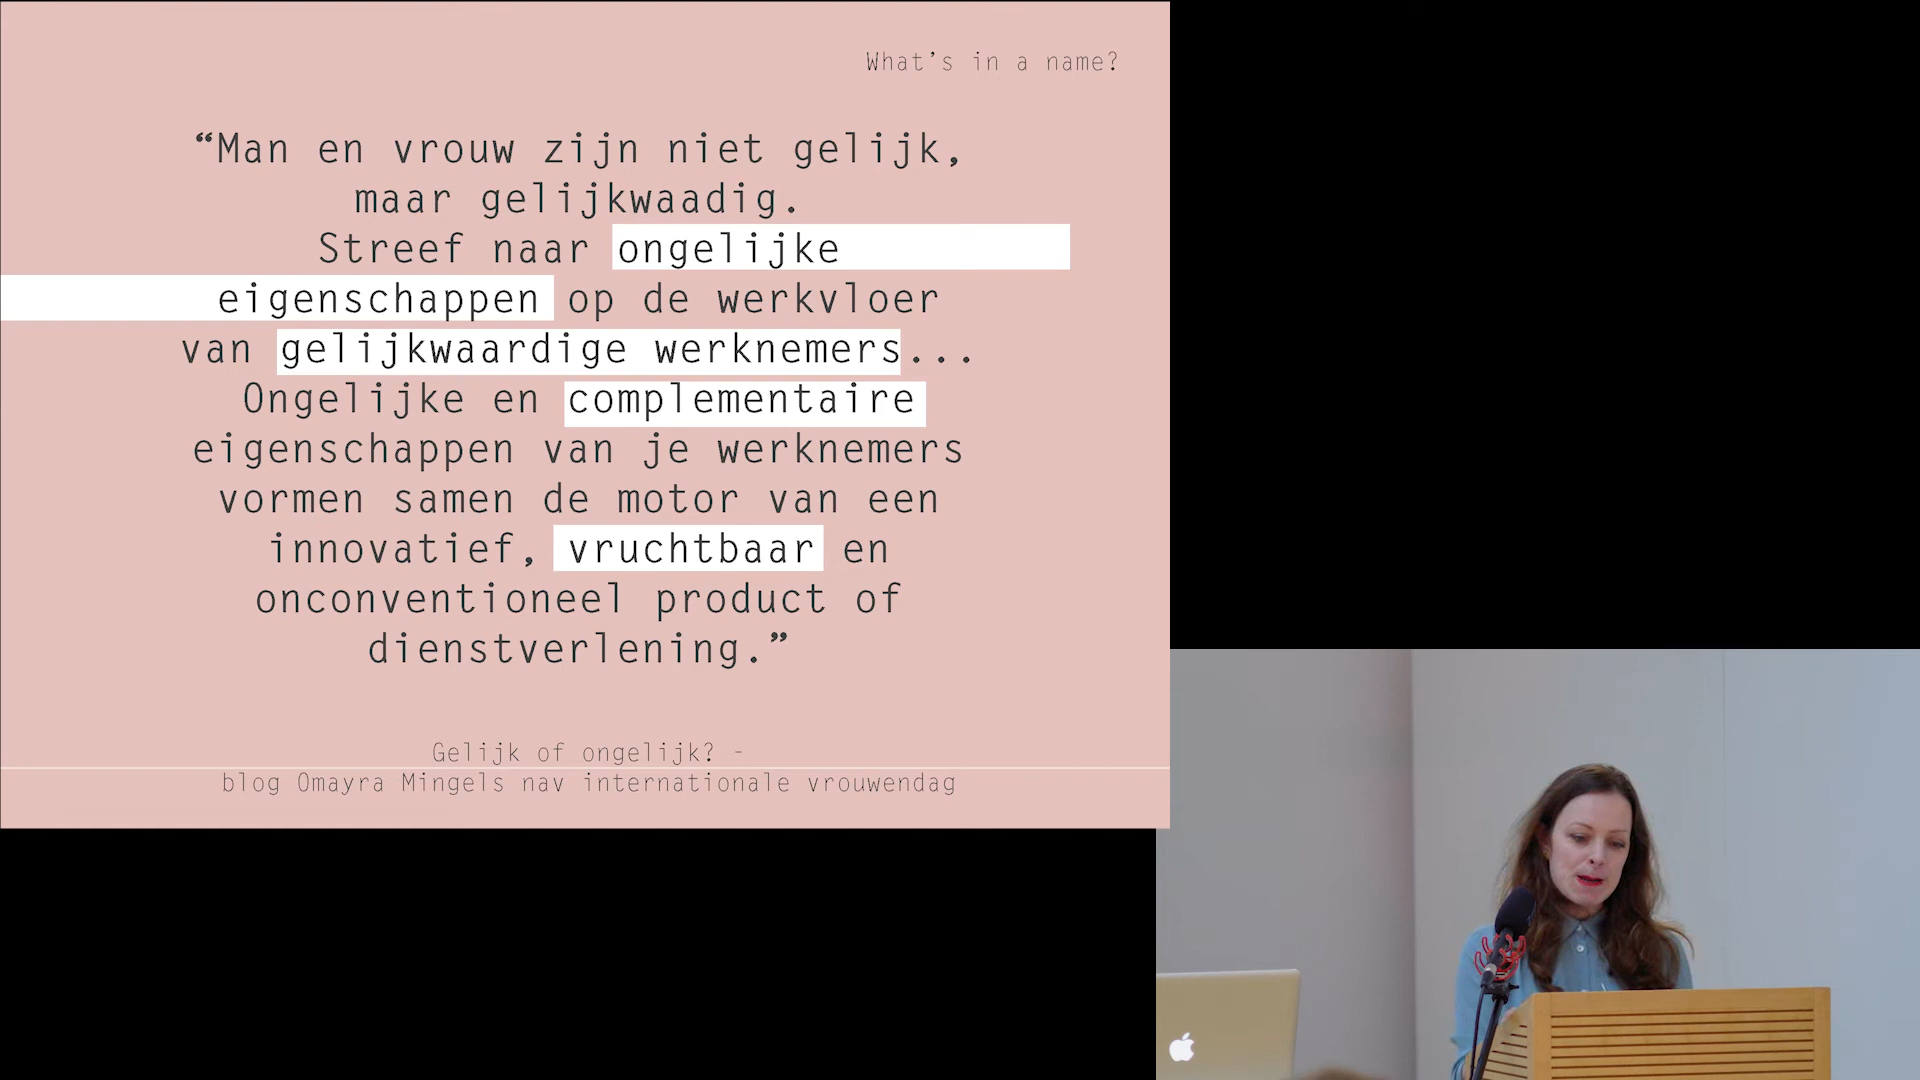 What’s in a name?
“Man en vrouw zijn niet gelijk,
maar gelijkwaadig.
Streef naar ongelijke
eigenschappen op de werkvloer
van gelijkwaardige werknemers...
Ongelijke en complementaire
eigenschappen van je werknemers
vormen samen de motor van een
innovatief, vruchtbaar en
onconventioneel product of
dienstverlening.”
Gelijk of ongelijk? -
blog Omayra Mingels nav internationale vrouwendag